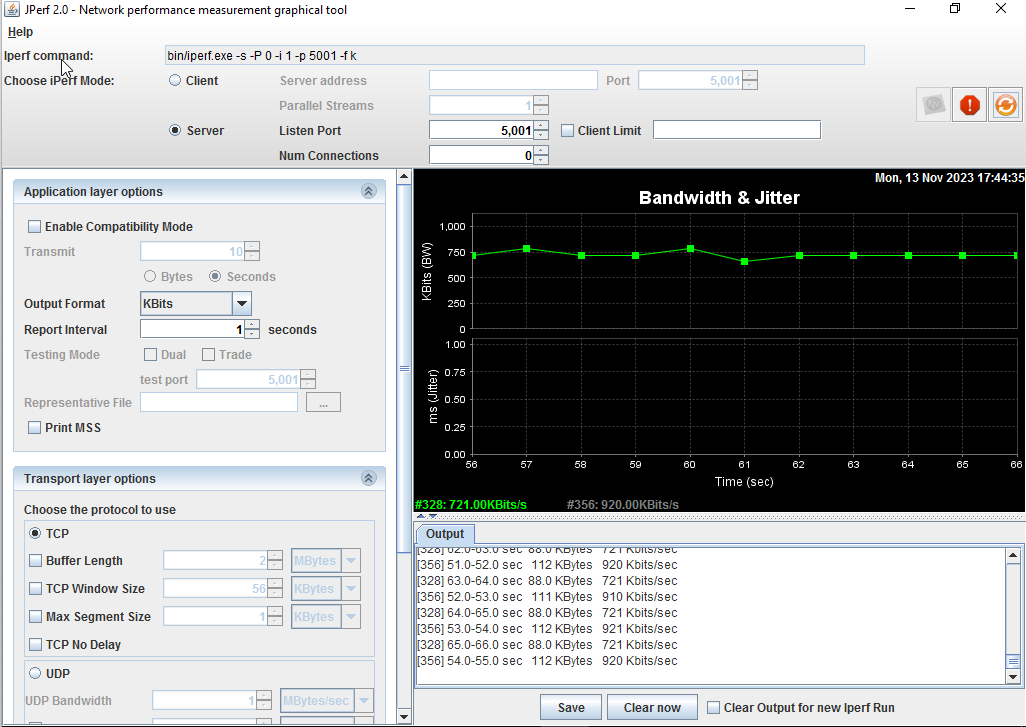 JPerf 2.0 - Network performance measurement graphical tool
Help
Iperf command: bin/iperf.exe -s -P 0 -i 1 -p 5001 -f k
Choose iPerf Mode: Client Server address Port 5,001
Parallel Streams 1
Server Listen Port 5,001 Client Limit
Num Connections 0
Application layer options
Enable Compatibility Mode
Transmit 10
Bytes Seconds
Output Format KBits
Report Interval 1 seconds
Testing Mode Dual Trade
test port 5,001
Representative File ...
Print MSS
Transport layer options
Choose the protocol to use
TCP
Buffer Length 2 MBytes
TCP Window Size 56 KBytes
Max Segment Size 1 KBytes
TCP No Delay
UDP
UDP Bandwidth 1 MBytes/sec
Mon, 13 Nov 2023 17:44:35
Bandwidth & Jitter
KBits (BW)
1,000
750
500
250
0
ms (Jitter)
1.00
0.75
0.50
0.25
0.00
56 57 58 59 60 61 62 63 64 65 66
Time (sec)
#328: 721.00KBits/s #356: 920.00KBits/s
Output
[328] 62.0-63.0 sec 88.0 KBytes 721 Kbits/sec
[356] 51.0-52.0 sec 112 KBytes 920 Kbits/sec
[328] 63.0-64.0 sec 88.0 KBytes 721 Kbits/sec
[356] 52.0-53.0 sec 111 KBytes 910 Kbits/sec
[328] 64.0-65.0 sec 88.0 KBytes 721 Kbits/sec
[356] 53.0-54.0 sec 112 KBytes 921 Kbits/sec
[328] 65.0-66.0 sec 88.0 KBytes 721 Kbits/sec
[356] 54.0-55.0 sec 112 KBytes 920 Kbits/sec
Save Clear now Clear Output for new Iperf Run